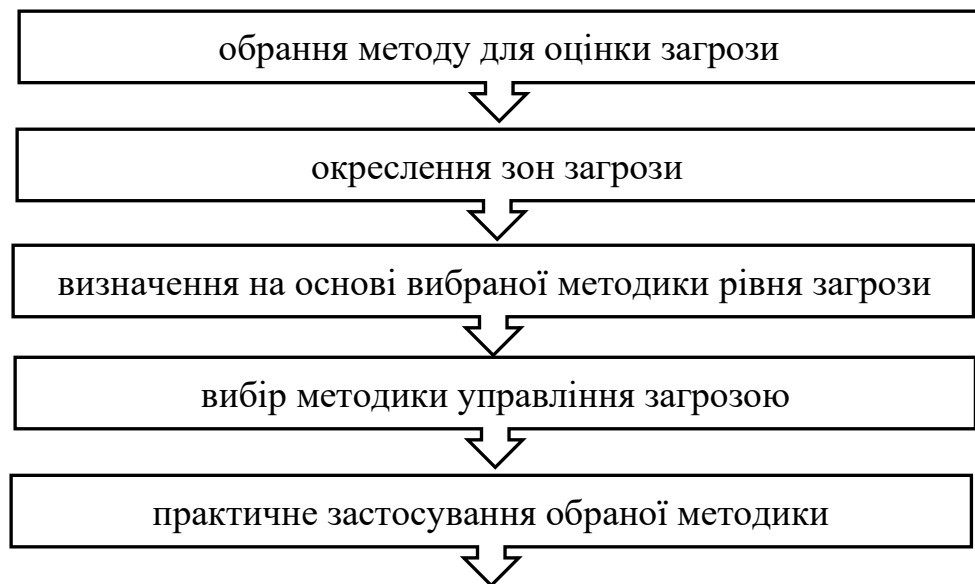 обрання методу для оцінки загрози
окреслення зон загрози
визначення на основі вибраної методики рівня загрози
вибір методики управління загрозою
практичне застосування обраної методики